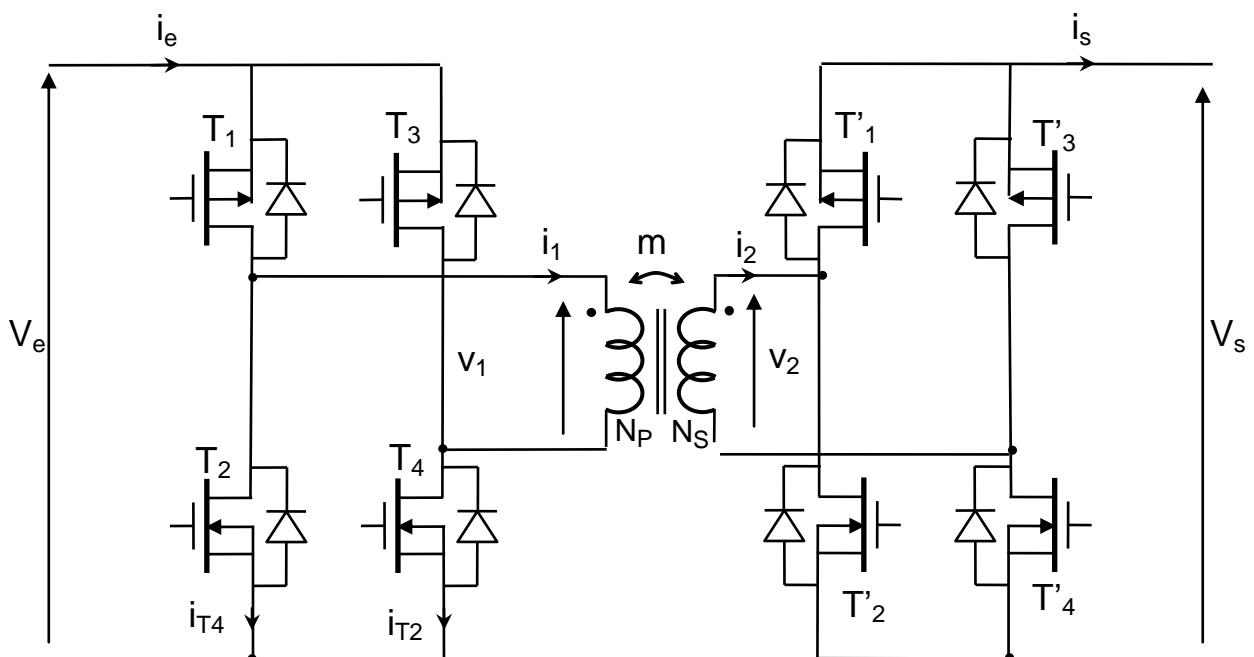 i_e
i_s
T_1
T_3
T'_1
T'_3
i_1
m
i_2
V_e
v_1
v_2
V_s
N_P
N_S
T_2
T_4
i_T4
i_T2
T'_2
T'_4